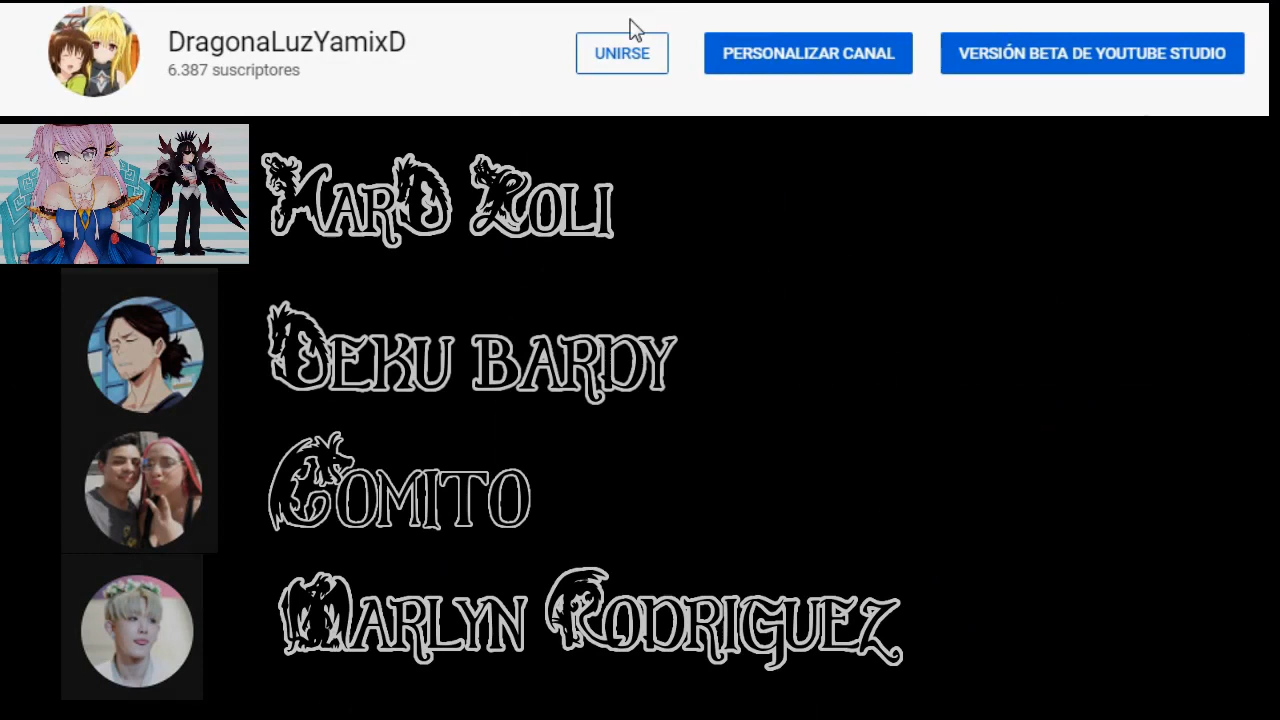 DragonaLuzYamixD
6.387 suscriptores
UNIRSE
PERSONALIZAR CANAL
VERSIÓN BETA DE YOUTUBE STUDIO
HarD Loli
Deku bardy
Comito
Marlyn Rodriguez